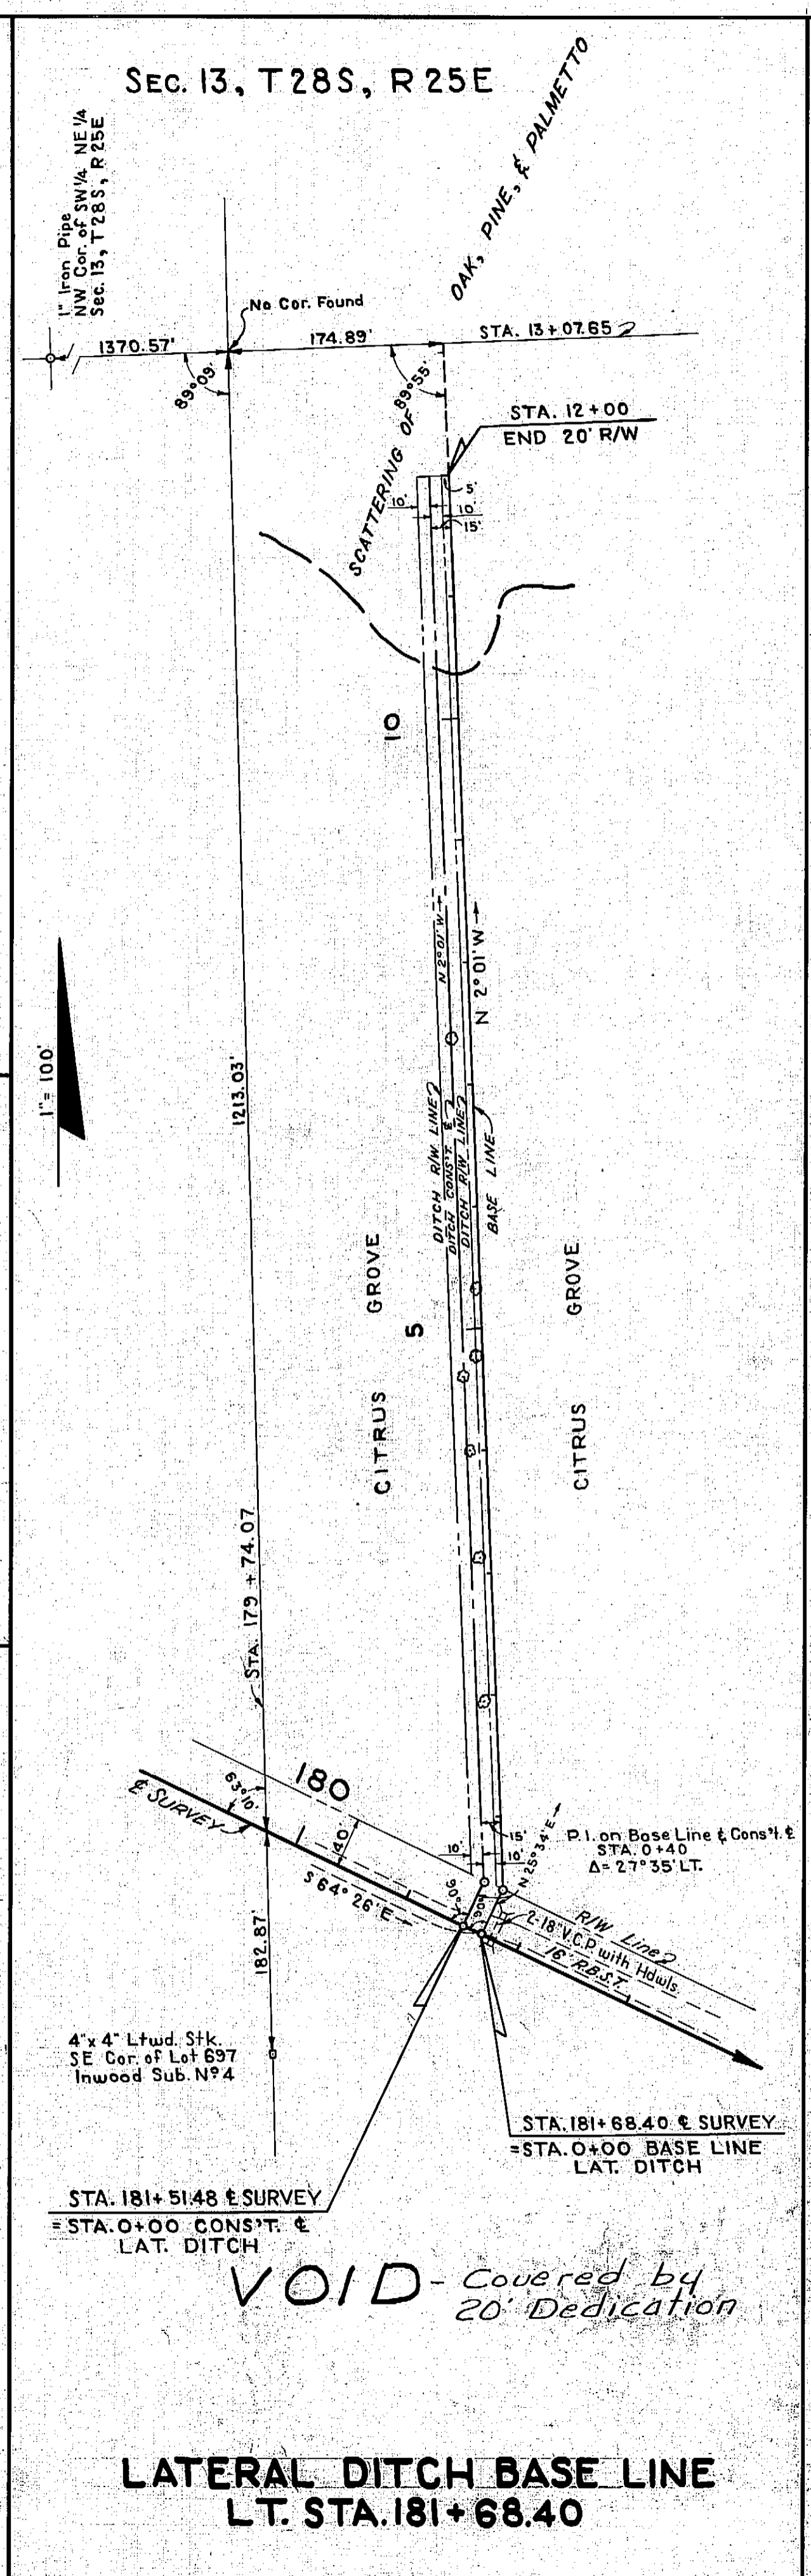 SEC. 13, T28S, R25E
1" Iron Pipe
NW Cor. of SW¼ NE¼
Sec. 13, T28S, R25E
OAK, PINE, & PALMETTO
No Cor. Found
1370.57'
174.89'
STA. 13+07.65
89°09'
89°55'
SCATTERING OF
STA. 12+00
END 20' R/W
5'
10'
10'
15'
10
N 2°01' W
N 2°01' W
1" = 100'
1213.03'
DITCH R/W LINE
DITCH CONS'T. ℄
DITCH R/W LINE
BASE LINE
CITRUS GROVE
5
CITRUS GROVE
STA. 179 + 74.07
63°10'
180
℄ SURVEY
40'
S 64° 26' E
15'
10'
10'
N 25° 34' E
P.I. on Base Line & Cons't. ℄
STA. 0+40
Δ= 27°35' LT.
90°
90°
R/W Line
2-18" V.C.P. with Hdwls.
16' R.B.S.T.
182.87'
4"x 4" Ltwd. Stk.
SE Cor. of Lot 697
Inwood Sub. Nº 4
STA. 181+68.40 ℄ SURVEY
=STA. 0+00 BASE LINE
LAT. DITCH
STA. 181+51.48 ℄ SURVEY
= STA. 0+00 CONS'T. ℄
LAT. DITCH
VOID - Covered by
20' Dedication
LATERAL DITCH BASE LINE
LT. STA. 181+68.40